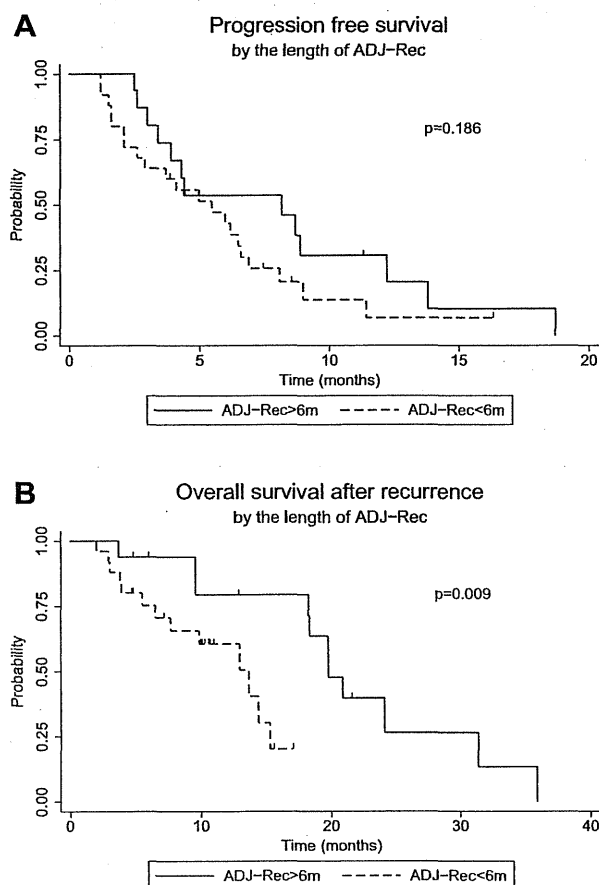 A
Progression free survival
by the length of ADJ-Rec
Probability
1.00
0.75
0.50
0.25
0.00
p=0.186
0 5 10 15 20
Time (months)
ADJ-Rec>6m ADJ-Rec<6m
B
Overall survival after recurrence
by the length of ADJ-Rec
Probability
1.00
0.75
0.50
0.25
0.00
p=0.009
0 10 20 30 40
Time (months)
ADJ-Rec>6m ADJ-Rec<6m